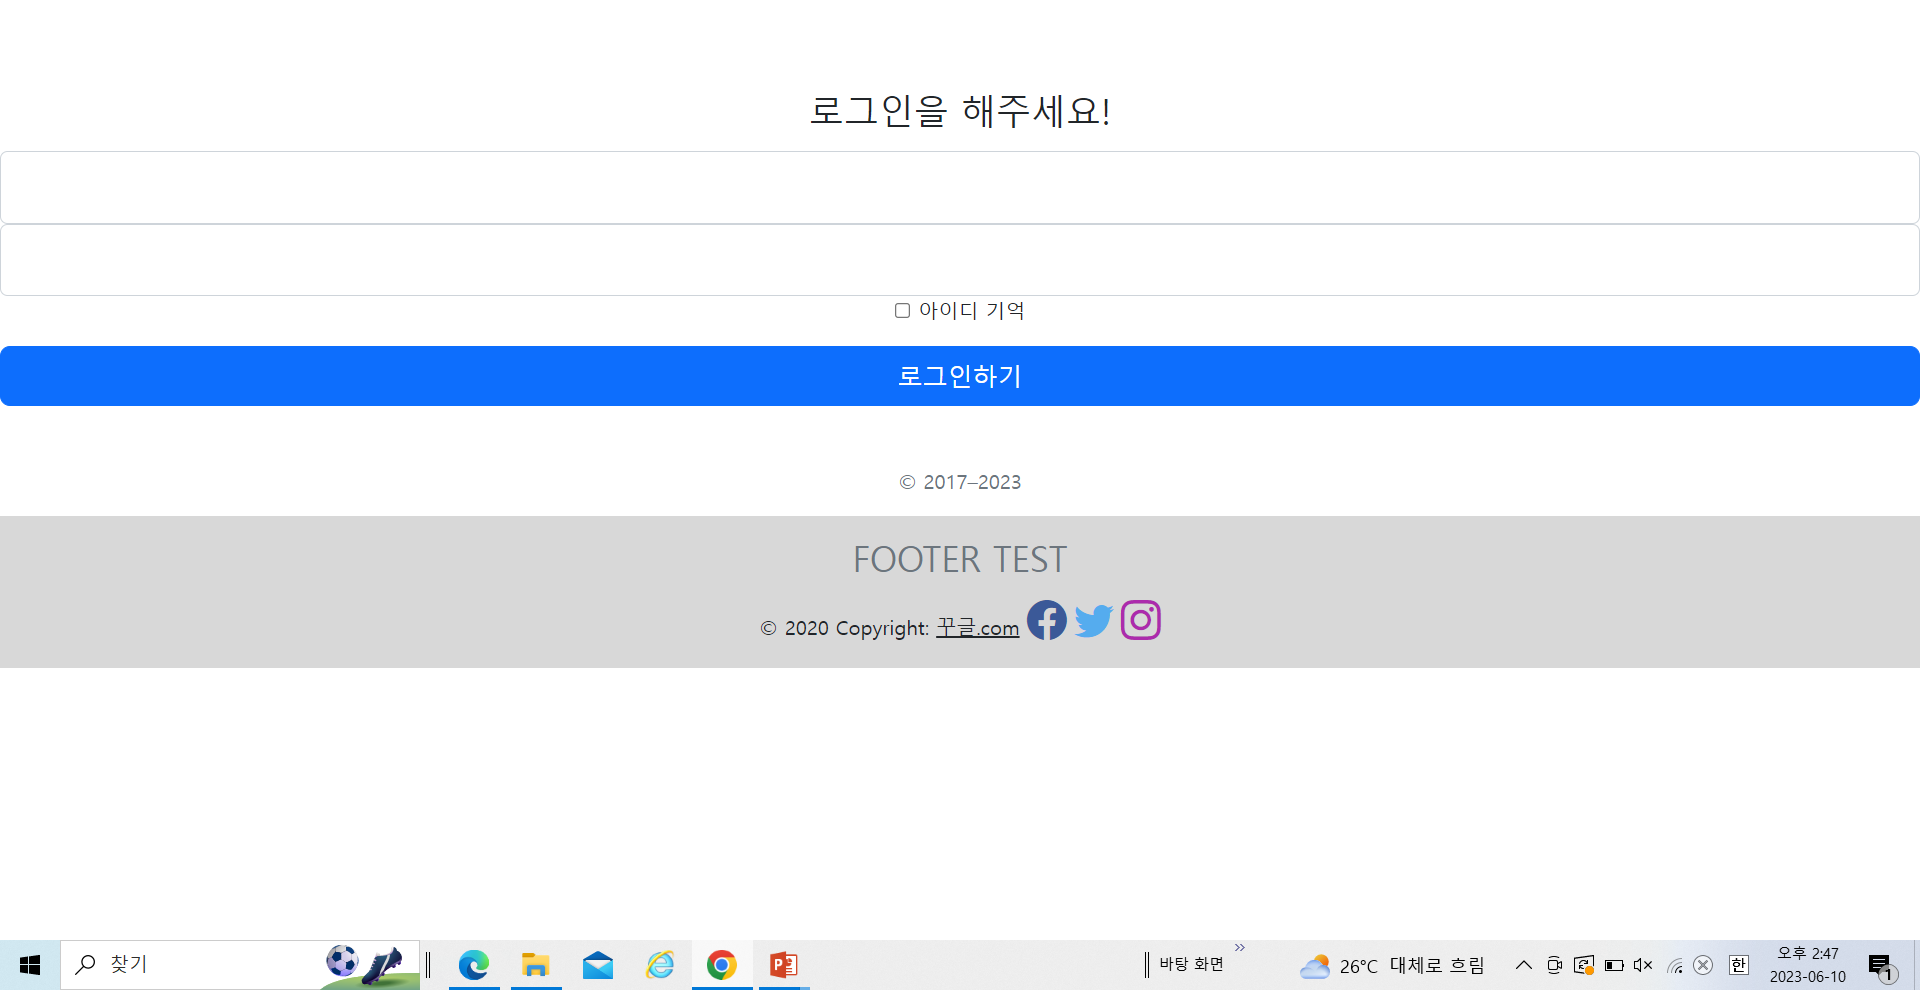 로그인을 해주세요!
아이디 기억
로그인하기
© 2017–2023
FOOTER TEST
© 2020 Copyright: 꾸글.com
찾기
바탕 화면
26°C 대체로 흐림
한
오후 2:47
2023-06-10
1